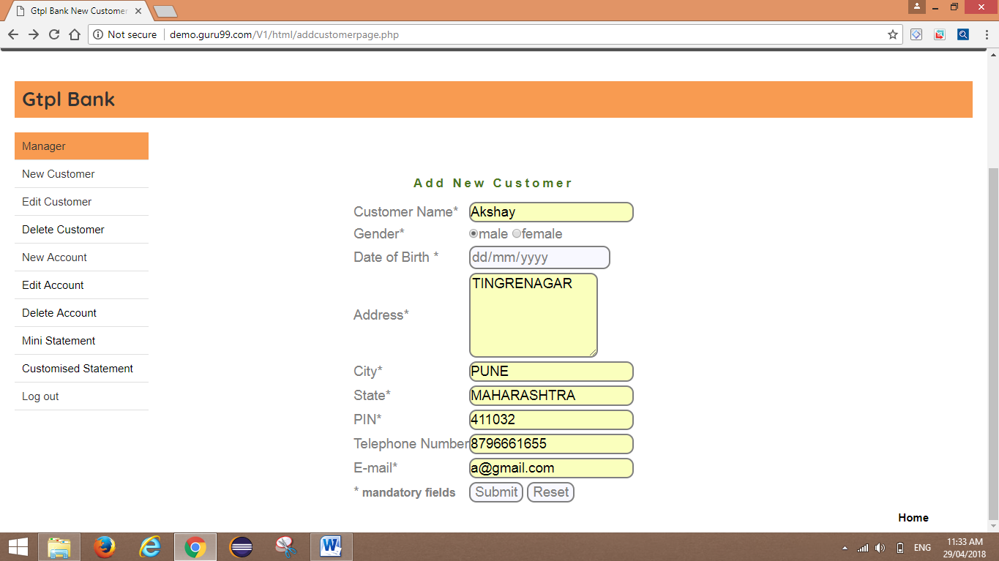 Gtpl Bank New Customer
Not secure demo.guru99.com/V1/html/addcustomerpage.php
Gtpl Bank
Manager
New Customer
Edit Customer
Delete Customer
New Account
Edit Account
Delete Account
Mini Statement
Customised Statement
Log out
Add New Customer
Customer Name* Akshay
Gender* male female
Date of Birth * dd/mm/yyyy
Address* TINGRENAGAR
City* PUNE
State* MAHARASHTRA
PIN* 411032
Telephone Number 8796661655
E-mail* a@gmail.com
* mandatory fields Submit Reset
Home
ENG
11:33 AM
29/04/2018